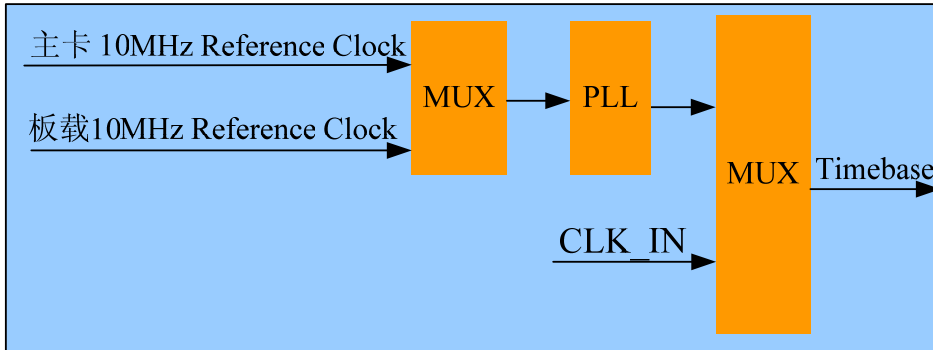 主卡 10MHz Reference Clock
板载10MHz Reference Clock
MUX
PLL
MUX
Timebase
CLK_IN